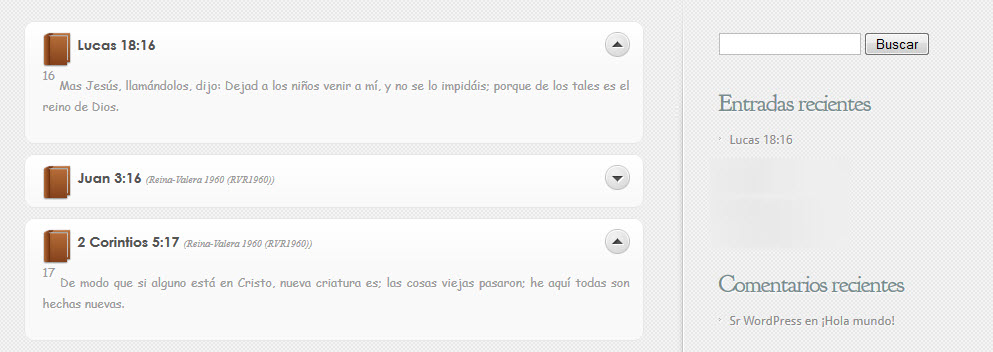 Lucas 18:16
16 Mas Jesús, llamándolos, dijo: Dejad a los niños venir a mí, y no se lo impidáis; porque de los tales es el
reino de Dios.
Juan 3:16 (Reina-Valera 1960 (RVR1960))
2 Corintios 5:17 (Reina-Valera 1960 (RVR1960))
17 De modo que si alguno está en Cristo, nueva criatura es; las cosas viejas pasaron; he aquí todas son
hechas nuevas.
Buscar
Entradas recientes
Lucas 18:16
Comentarios recientes
Sr WordPress en ¡Hola mundo!